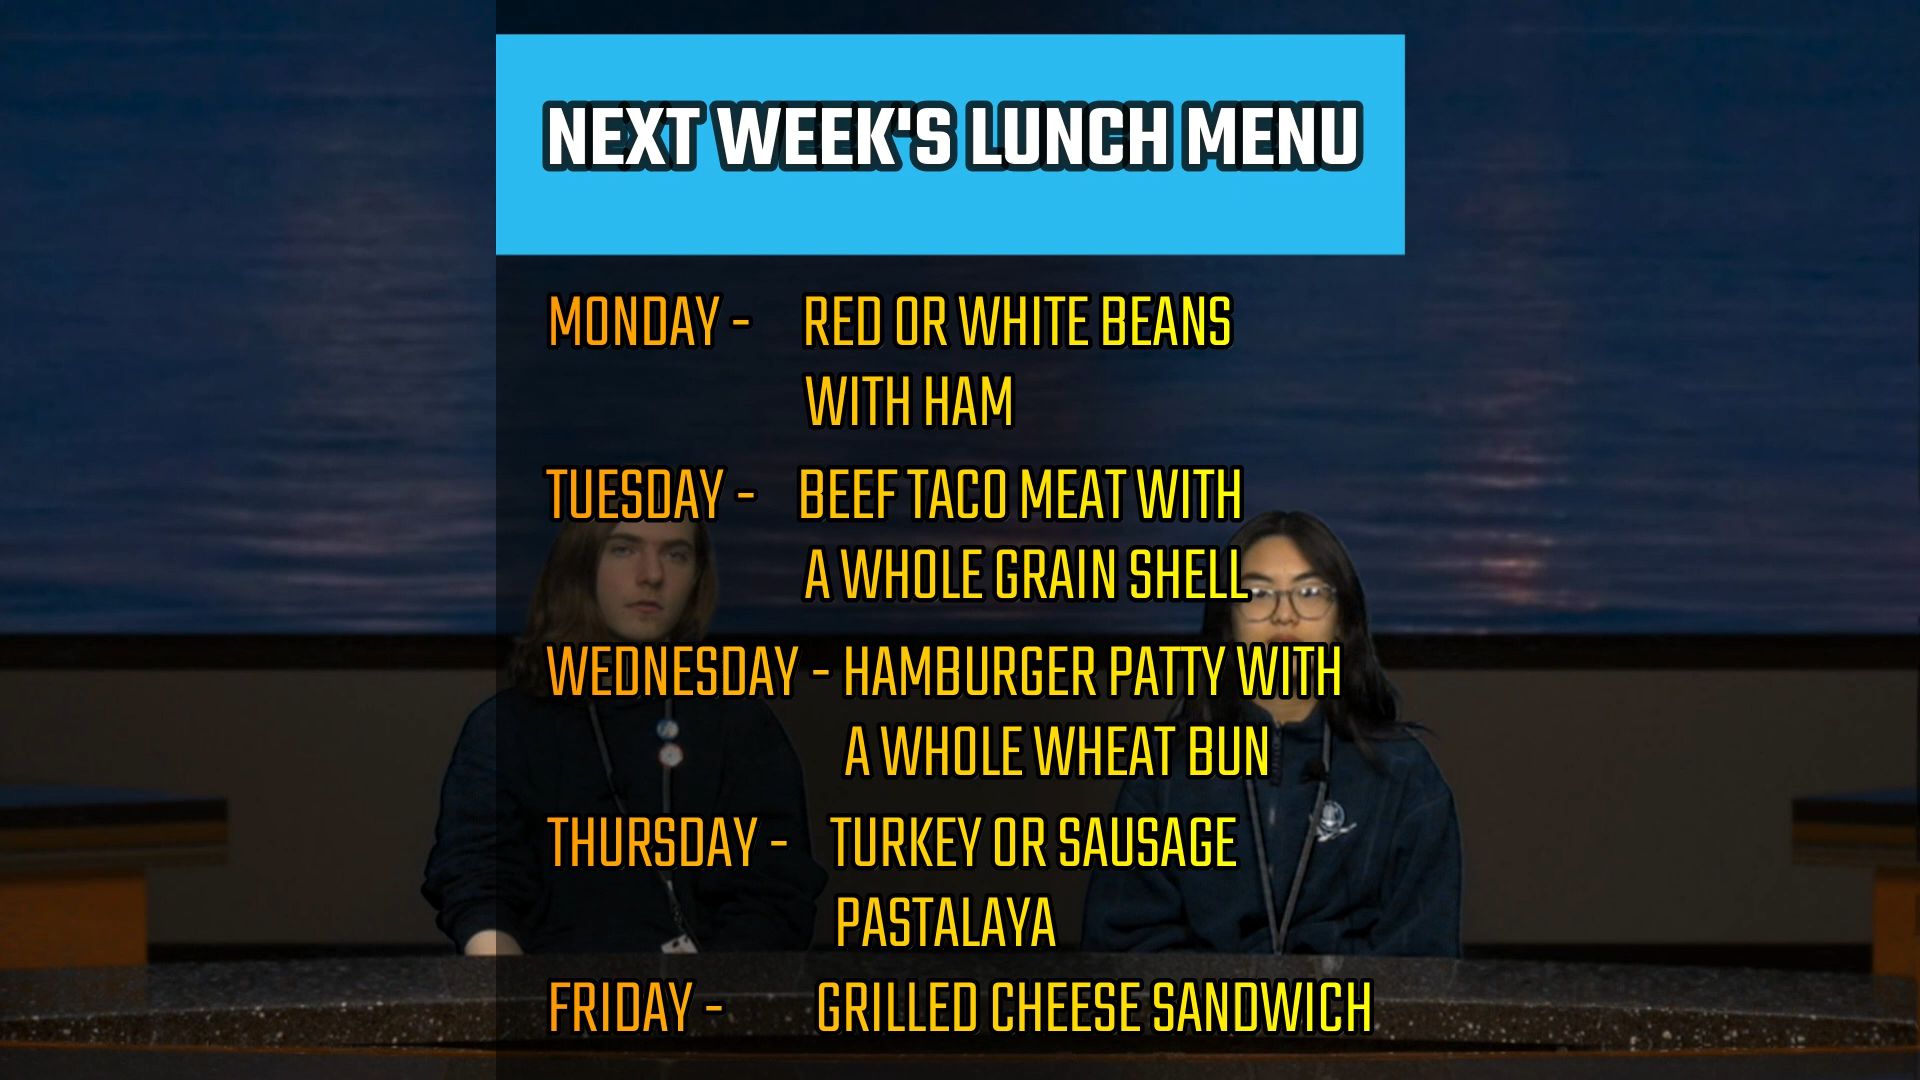 NEXT WEEK'S LUNCH MENU
MONDAY - RED OR WHITE BEANS
WITH HAM
TUESDAY - BEEF TACO MEAT WITH
A WHOLE GRAIN SHELL
WEDNESDAY - HAMBURGER PATTY WITH
A WHOLE WHEAT BUN
THURSDAY - TURKEY OR SAUSAGE
PASTALAYA
FRIDAY - GRILLED CHEESE SANDWICH